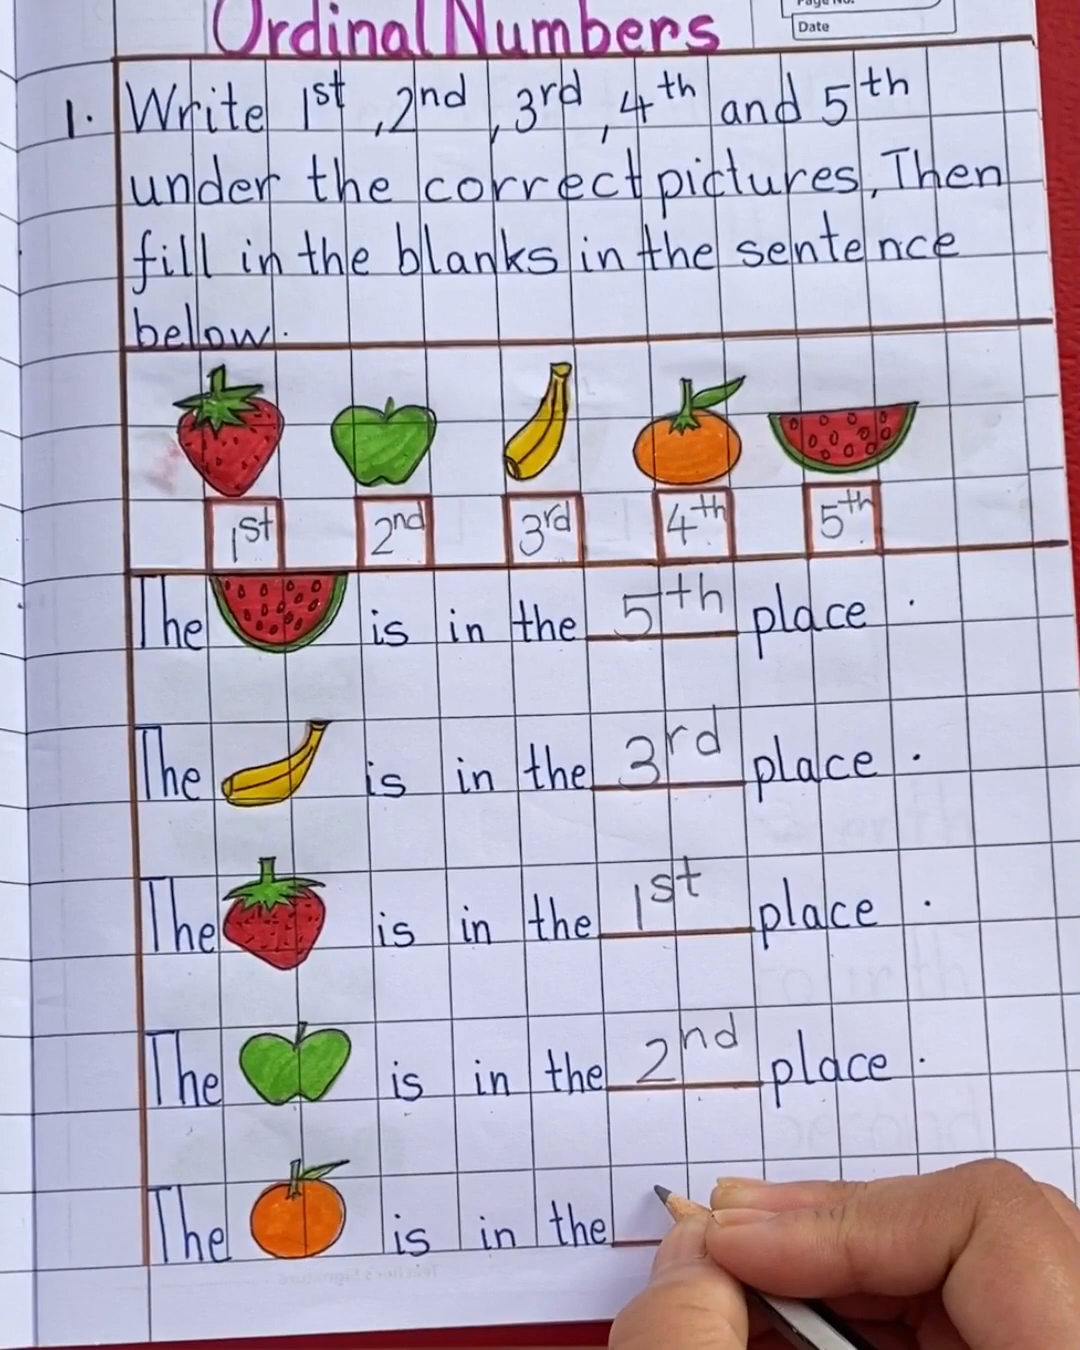 Ordinal Numbers
Page No.
Date
1. Write 1st, 2nd, 3rd, 4th and 5th
under the correct pictures, Then
fill in the blanks in the sentence
below.
1st 2nd 3rd 4th 5th
The is in the 5th place.
The is in the 3rd place.
The is in the 1st place.
The is in the 2nd place.
The is in the